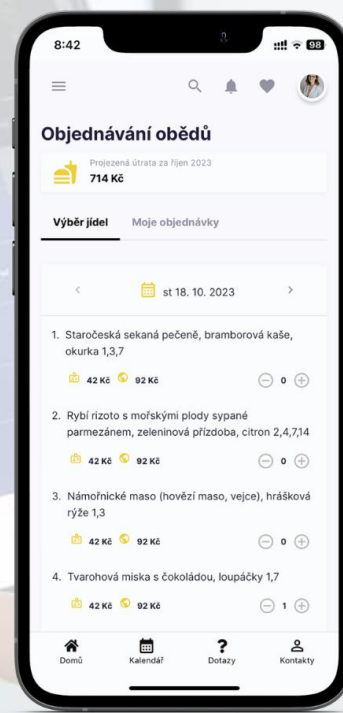 8:42
98
Objednávání obědů
Projezená útrata za říjen 2023
714 Kč
Výběr jídel Moje objednávky
st 18. 10. 2023
1. Staročeská sekaná pečeně, bramborová kaše,
okurka 1,3,7
42 Kč 92 Kč 0
2. Rybí rizoto s mořskými plody sypané
parmezánem, zeleninová přízdoba, citron 2,4,7,14
42 Kč 92 Kč 0
3. Námořnické maso (hovězí maso, vejce), hrášková
rýže 1,3
42 Kč 92 Kč 0
4. Tvarohová miska s čokoládou, loupáčky 1,7
42 Kč 92 Kč 1
Domů Kalendář Dotazy Kontakty